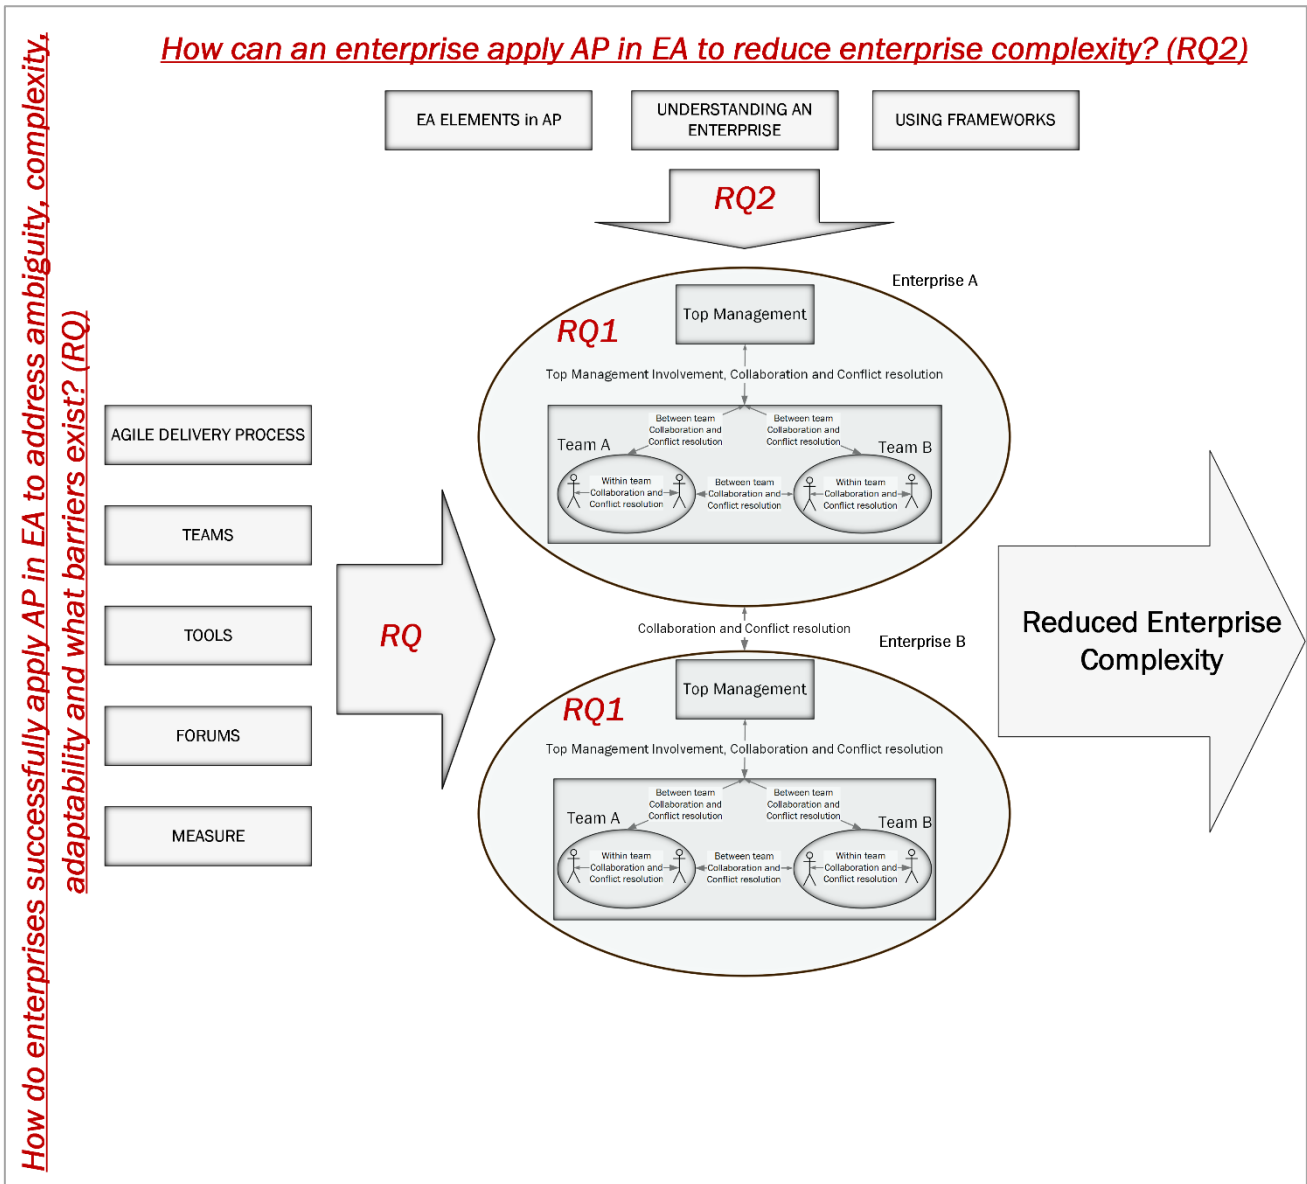 How can an enterprise apply AP in EA to reduce enterprise complexity? (RQ2)
How do enterprises successfully apply AP in EA to address ambiguity, complexity,
adaptability and what barriers exist? (RQ)
EA ELEMENTS in AP
UNDERSTANDING AN
ENTERPRISE
USING FRAMEWORKS
RQ2
AGILE DELIVERY PROCESS
TEAMS
TOOLS
FORUMS
MEASURE
RQ
Enterprise A
RQ1
Top Management
Top Management Involvement, Collaboration and Conflict resolution
Between team
Collaboration and
Conflict resolution
Between team
Collaboration and
Conflict resolution
Team A
Team B
Within team
Collaboration and
Conflict resolution
Between team
Collaboration and
Conflict resolution
Within team
Collaboration and
Conflict resolution
Collaboration and Conflict resolution
Enterprise B
RQ1
Top Management
Top Management Involvement, Collaboration and Conflict resolution
Between team
Collaboration and
Conflict resolution
Between team
Collaboration and
Conflict resolution
Team A
Team B
Within team
Collaboration and
Conflict resolution
Between team
Collaboration and
Conflict resolution
Within team
Collaboration and
Conflict resolution
Reduced Enterprise
Complexity